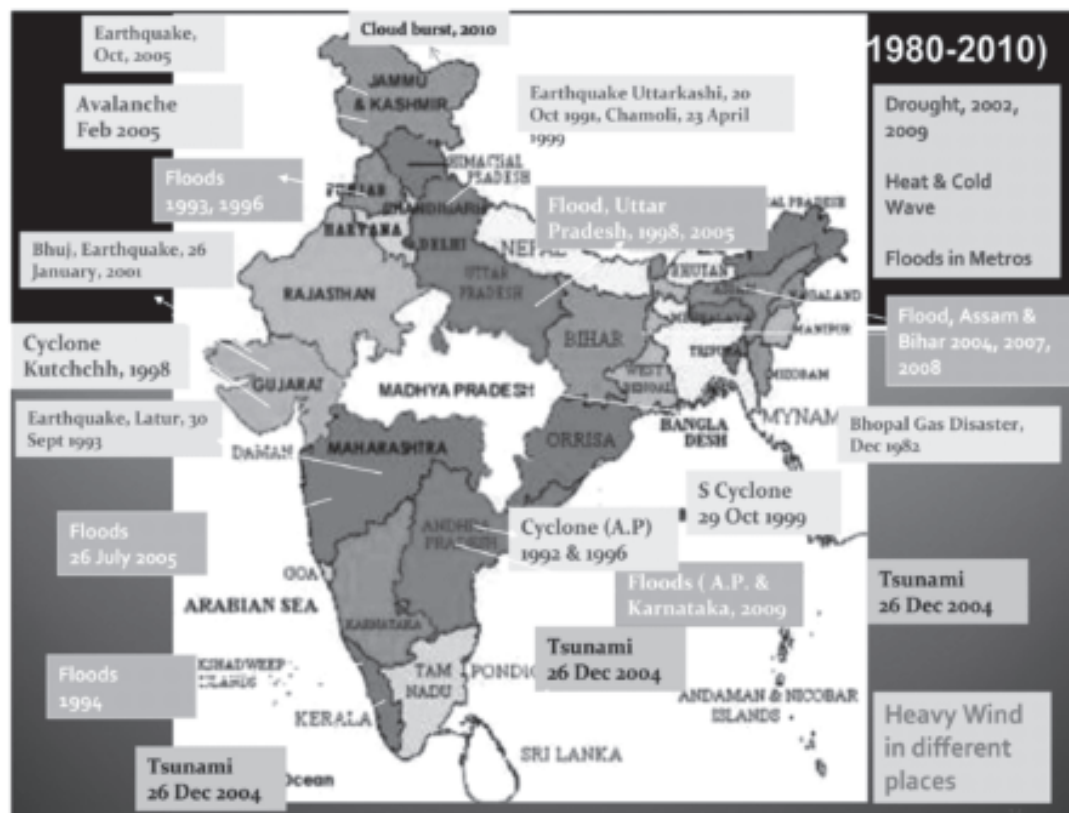 Earthquake,
Oct, 2005
Cloud burst, 2010
1980-2010)
JAMMU
& KASHMIR
Avalanche
Feb 2005
Earthquake Uttarkashi, 20
Oct 1991, Chamoli, 23 April
1999
Drought, 2002,
2009
Heat & Cold
Wave
Floods in Metros
Floods
1993, 1996
HIMACHAL
PUNJAB
CHANDIGARH
HARYANA
DELHI
Flood, Uttar
Pradesh, 1998, 2005
NEPAL
BHUTAN
Bhuj, Earthquake, 26
January, 2001
RAJASTHAN
UTTAR
PRADESH
BIHAR
NAGALAND
MANIPUR
Flood, Assam &
Bihar 2004, 2007,
2008
Cyclone
Kutchchh, 1998
GUJARAT
MADHYA PRADESH
WEST
BENGAL
TRIPURA
MIZORAM
MYNAM
BANGLA
DESH
Earthquake, Latur, 30
Sept 1993
DAMAN
MAHARASHTRA
ORRISA
Bhopal Gas Disaster,
Dec 1982
S Cyclone
29 Oct 1999
Floods
26 July 2005
ANDHRA
PRADESH
Cyclone (A.P)
1992 & 1996
GOA
ARABIAN SEA
KARNATAKA
Floods ( A.P. &
Karnataka, 2009
Tsunami
26 Dec 2004
Tsunami
26 Dec 2004
Floods
1994
KSHADWEEP
ISLANDS
TAM
NADU
PONDIC
KERALA
ANDAMAN & NICOBAR
ISLANDS
SRI LANKA
Heavy Wind
in different
places
Tsunami
26 Dec 2004
Ocean